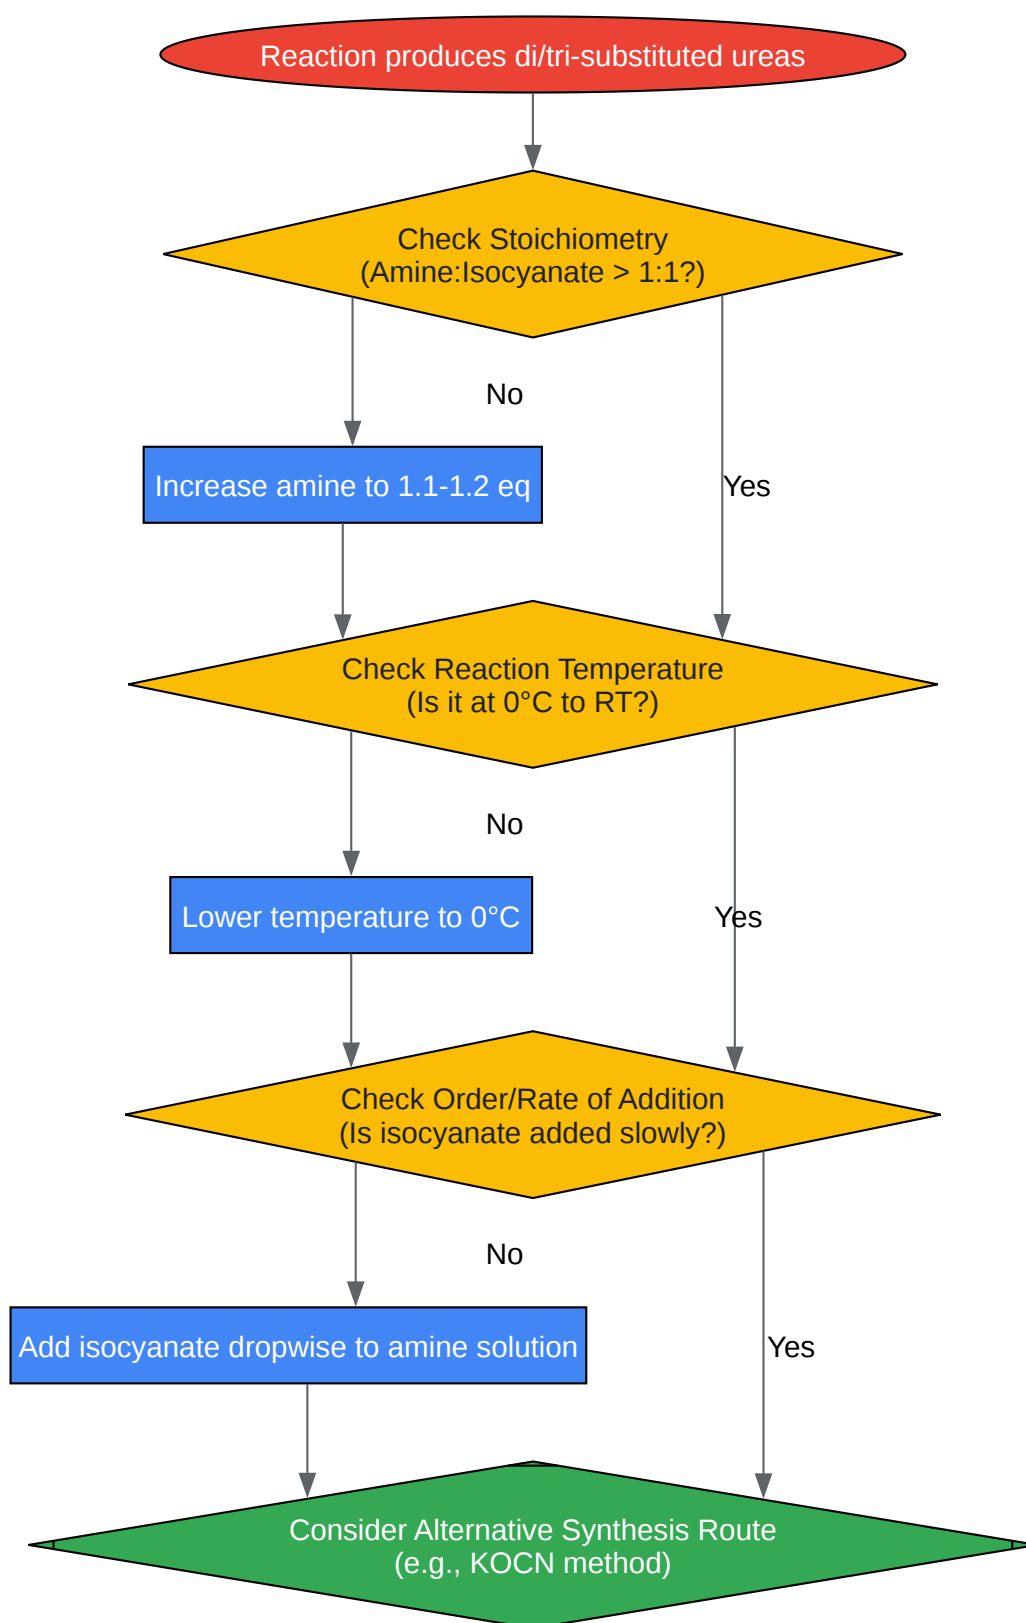 Reaction produces di/tri-substituted ureas
Check Stoichiometry
(Amine:Isocyanate > 1:1?)
No
Increase amine to 1.1-1.2 eq
Yes
Check Reaction Temperature
(Is it at 0°C to RT?)
No
Lower temperature to 0°C
Yes
Check Order/Rate of Addition
(Is isocyanate added slowly?)
No
Add isocyanate dropwise to amine solution
Yes
Consider Alternative Synthesis Route
(e.g., KOCN method)